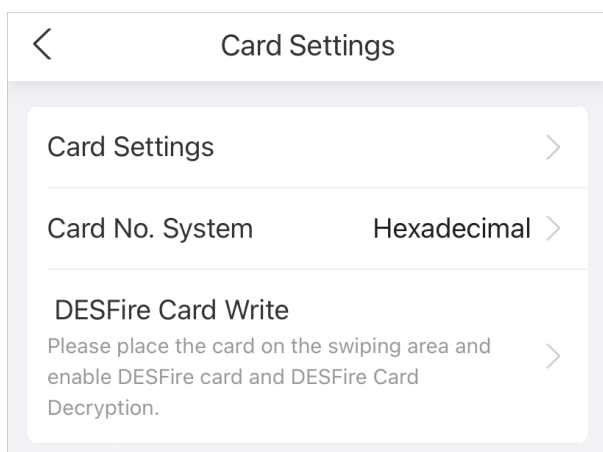 Card Settings
Card Settings
Card No. System Hexadecimal
DESFire Card Write
Please place the card on the swiping area and
enable DESFire card and DESFire Card
Decryption.